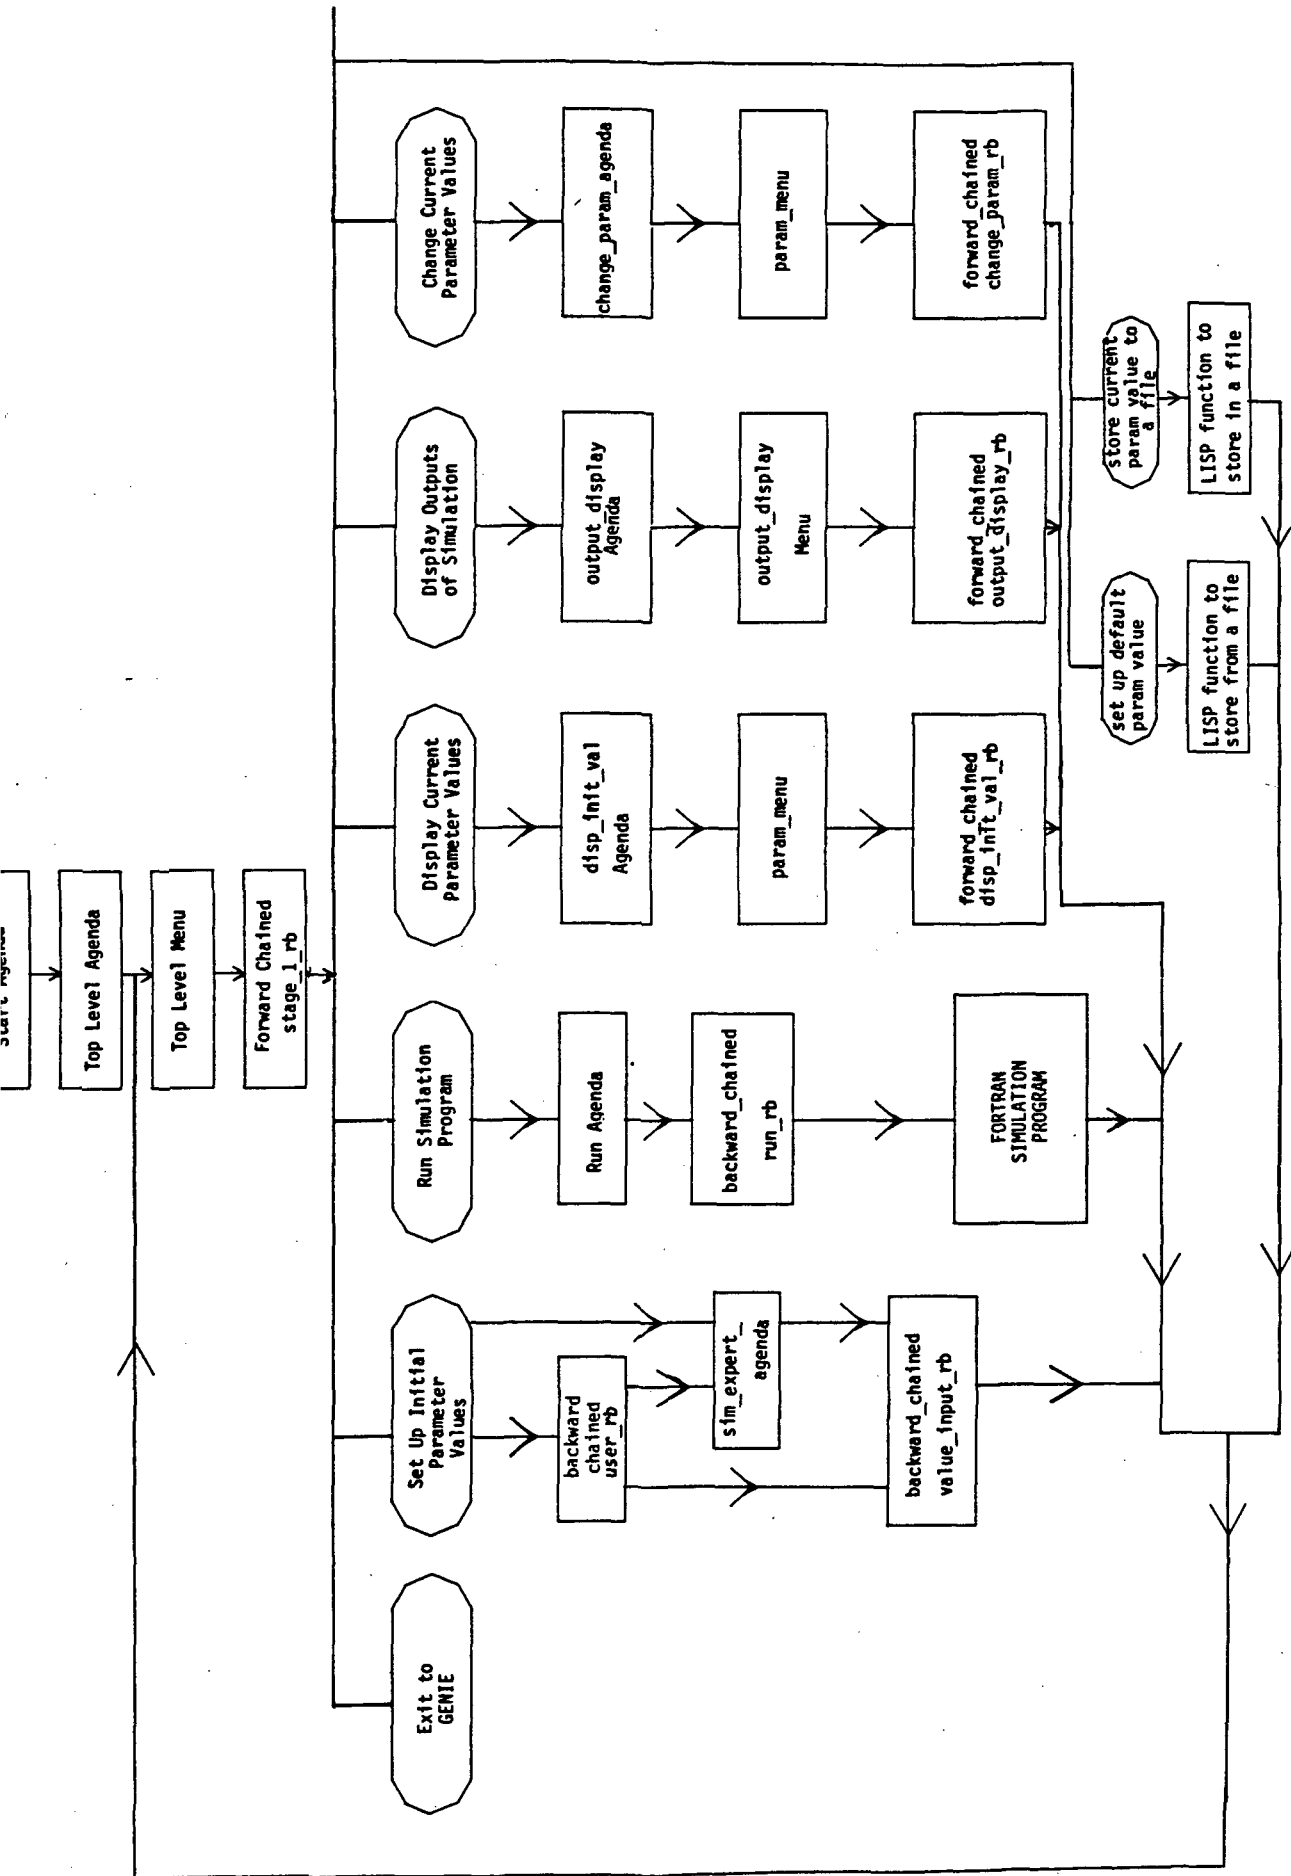 Start Agenda
Top Level Agenda
Top Level Menu
Forward Chained
stage_1_rb
Exit to
GENIE
Set Up Initial
Parameter
Values
backward
chained
user_rb
sim_expert_
agenda
backward_chained
value_input_rb
Run Simulation
Program
Run Agenda
backward_chained
run_rb
FORTRAN
SIMULATION
PROGRAM
Display Current
Parameter Values
disp_init_val
Agenda
param_menu
forward_chained
disp_init_val_rb
Display Outputs
of Simulation
output_display
Agenda
output_display
Menu
forward_chained
output_display_rb
Change Current
Parameter Values
change_param_agenda
param_menu
forward_chained
change_param_rb
set up default
param value
LISP function to
store from a file
store current
param value to
a file
LISP function to
store in a file